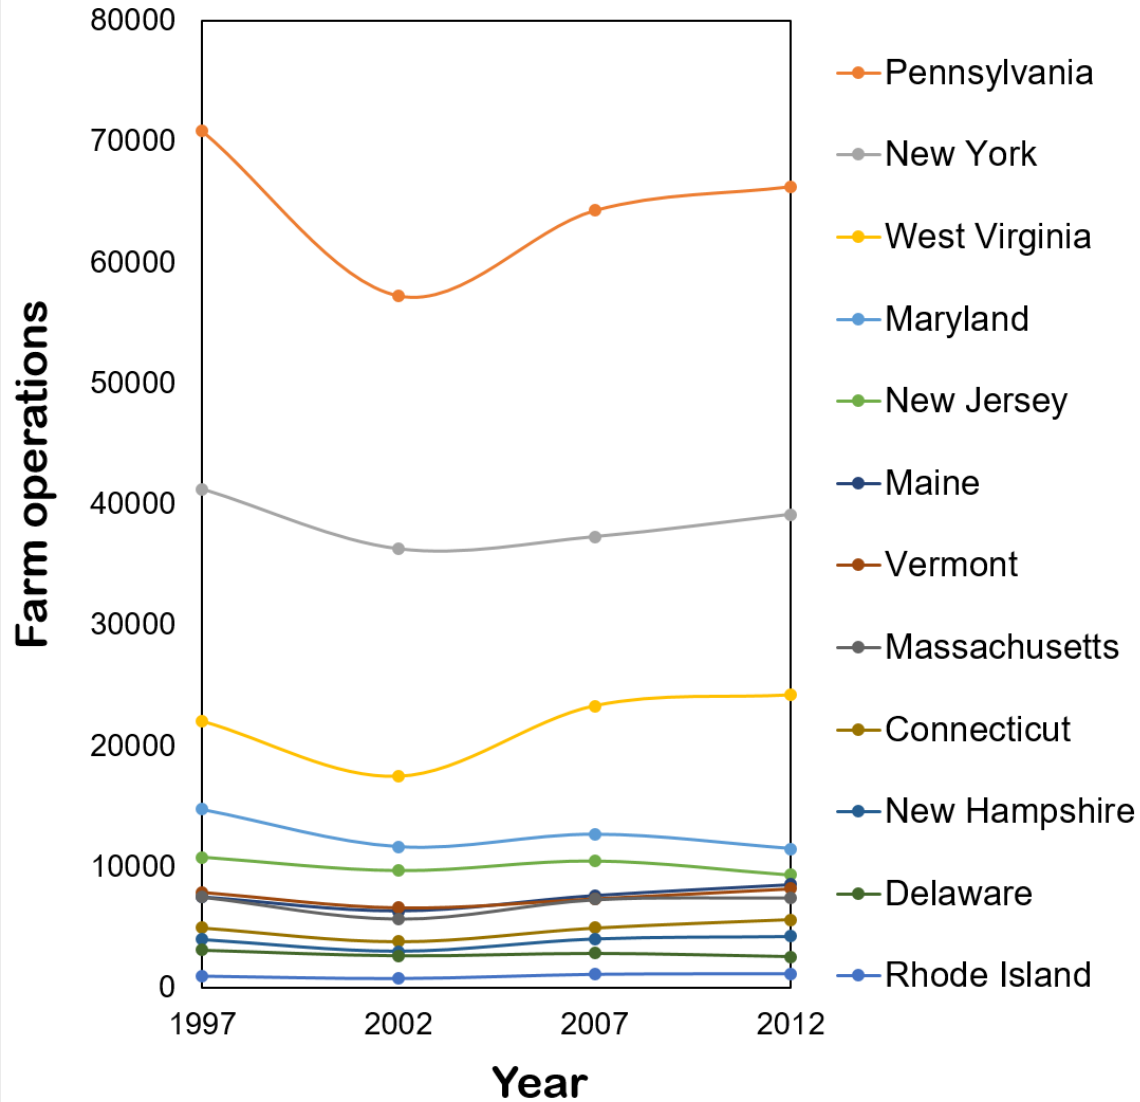 80000
70000
60000
50000
40000
30000
20000
10000
0
Farm operations
1997 2002 2007 2012
Year
Pennsylvania
New York
West Virginia
Maryland
New Jersey
Maine
Vermont
Massachusetts
Connecticut
New Hampshire
Delaware
Rhode Island